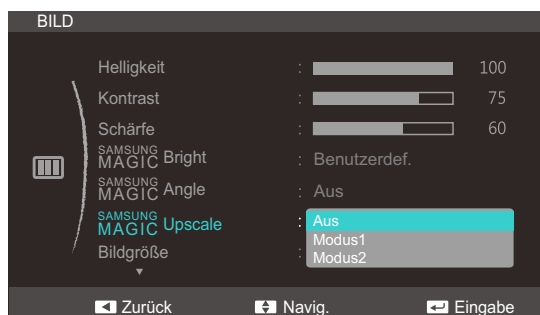 BILD
Helligkeit : 100
Kontrast : 75
Schärfe : 60
SAMSUNG MAGIC Bright : Benutzerdef.
SAMSUNG MAGIC Angle : Aus
SAMSUNG MAGIC Upscale : Aus
Modus1
Bildgröße : Modus2
Zurück Navig. Eingabe